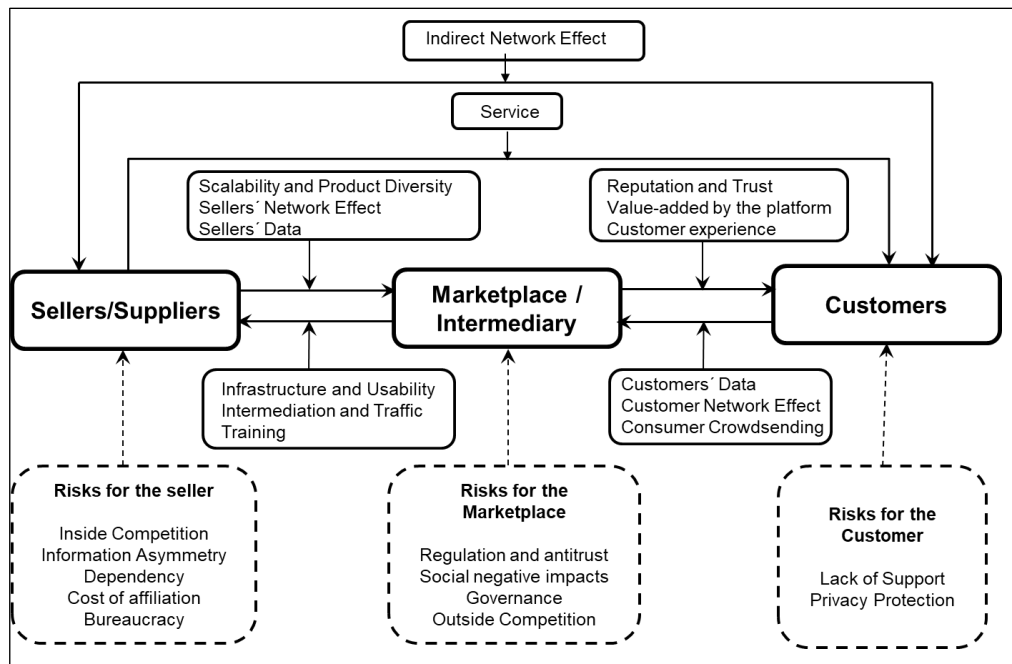 Indirect Network Effect
Service
Scalability and Product Diversity
Sellers´ Network Effect
Sellers´ Data
Reputation and Trust
Value-added by the platform
Customer experience
Sellers/Suppliers
Marketplace /
Intermediary
Customers
Infrastructure and Usability
Intermediation and Traffic
Training
Customers´ Data
Customer Network Effect
Consumer Crowdsending
Risks for the seller
Inside Competition
Information Asymmetry
Dependency
Cost of affiliation
Bureaucracy
Risks for the
Marketplace
Regulation and antitrust
Social negative impacts
Governance
Outside Competition
Risks for the
Customer
Lack of Support
Privacy Protection